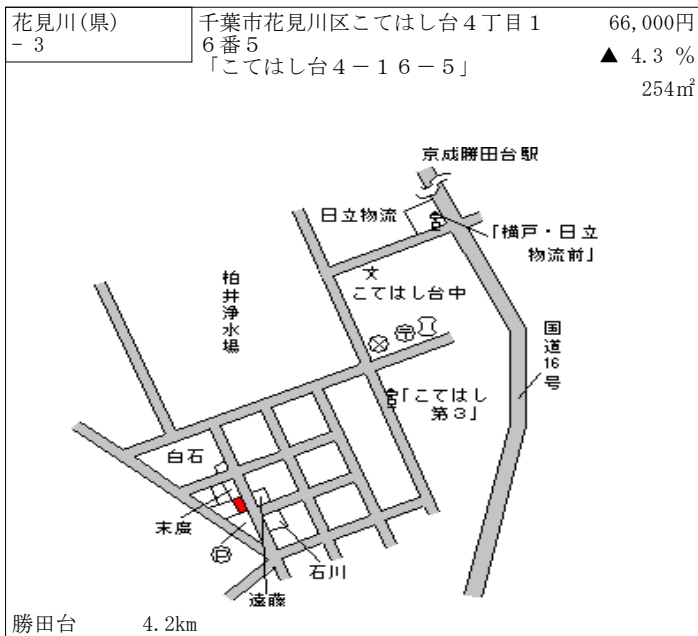 花見川(県)
- 3
千葉市花見川区こてはし台４丁目１
６番５
「こてはし台４－１６－５」
66,000円
▲ 4.3 %
254㎡
京成勝田台駅
日立物流
「横戸・日立
物流前」
柏井浄水場
文
こてはし台中
国道16号
「こてはし
第３」
白石
末廣
石川
遠藤
勝田台 4.2km